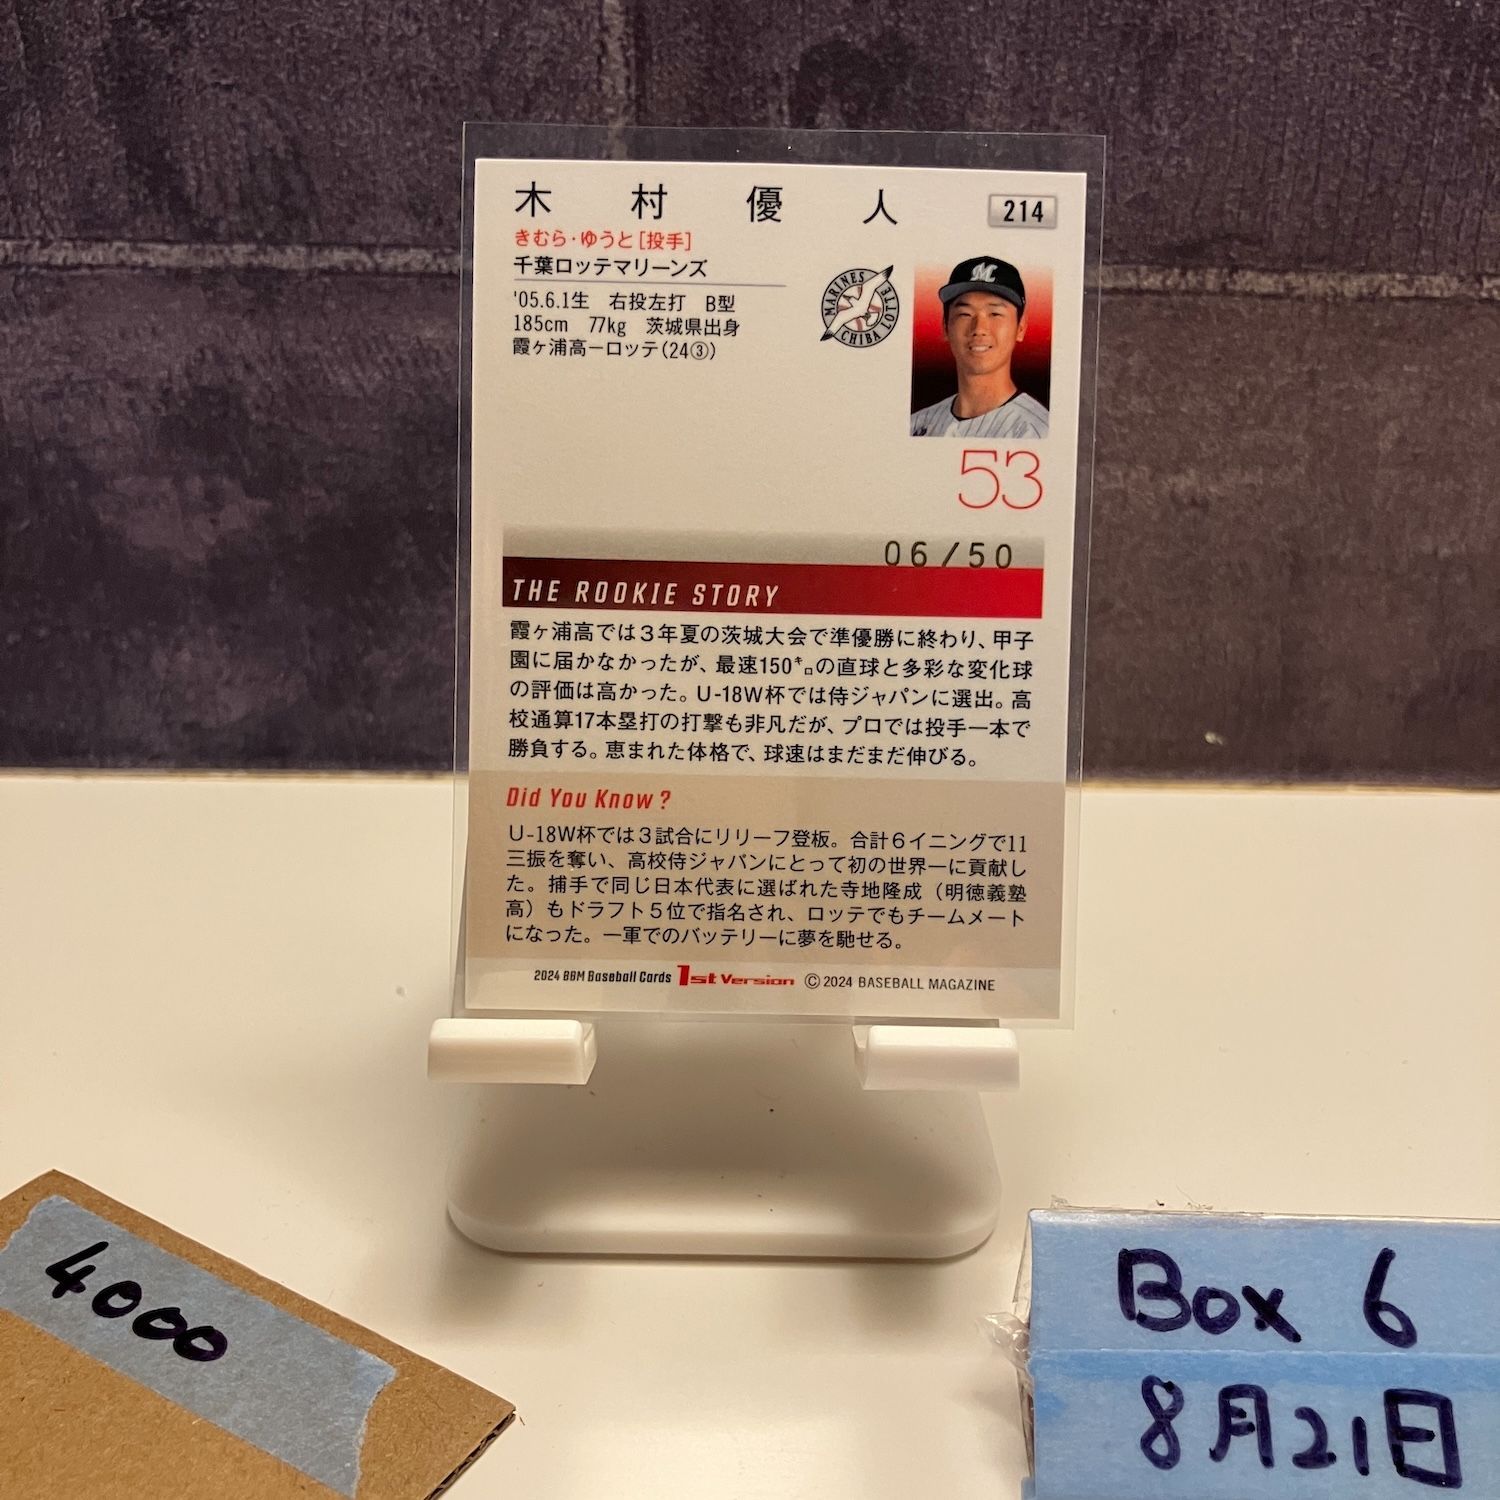 木村優人
214
きむら・ゆうと[投手]
千葉ロッテマリーンズ
'05.6.1生 右投左打 B型
185cm 77kg 茨城県出身
霞ヶ浦高ーロッテ(24③)
MARINES
CHIBA LOTTE
M
53
06/50
THE ROOKIE STORY
霞ヶ浦高では3年夏の茨城大会で準優勝に終わり、甲子
園に届かなかったが、最速150㌔の直球と多彩な変化球
の評価は高かった。U-18W杯では侍ジャパンに選出。高
校通算17本塁打の打撃も非凡だが、プロでは投手一本で
勝負する。恵まれた体格で、球速はまだまだ伸びる。
Did You Know?
U-18W杯では3試合にリリーフ登板。合計6イニングで11
三振を奪い、高校侍ジャパンにとって初の世界一に貢献し
た。捕手で同じ日本代表に選ばれた寺地隆成(明徳義塾
高)もドラフト5位で指名され、ロッテでもチームメート
になった。一軍でのバッテリーに夢を馳せる。
2024 BBM Baseball Cards 1st Version ©2024 BASEBALL MAGAZINE
4000
Box 6
8月21日